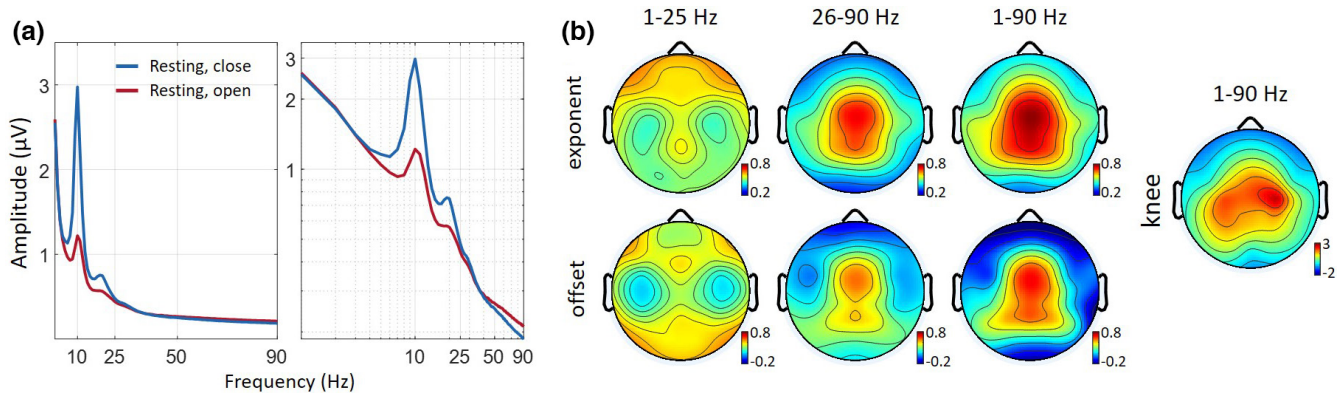 (a)
Amplitude (μV)
3
2
1
Resting, close
Resting, open
10 25 50 90
3
2
1
10 25 50 90
Frequency (Hz)
(b)
1-25 Hz 26-90 Hz 1-90 Hz
exponent
0.8
0.2
0.8
0.2
0.8
0.2
offset
0.8
-0.2
0.8
-0.2
0.8
-0.2
1-90 Hz
knee
3
-2